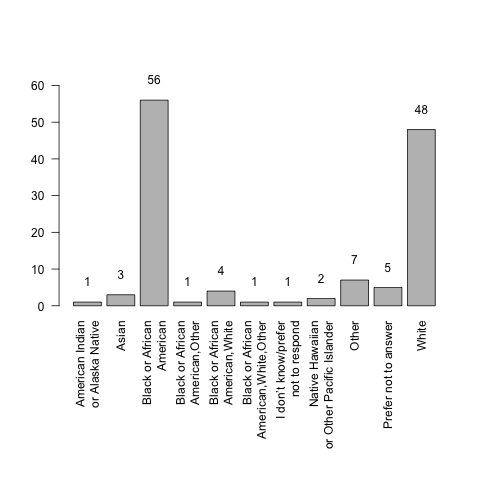 60
50
40
30
20
10
0
1
3
56
1
4
1
1
2
7
5
48
American Indian
or Alaska Native
Asian
Black or African
American
Black or African
American,Other
Black or African
American,White
Black or African
American,White,Other
I don't know/prefer
not to respond
Native Hawaiian
or Other Pacific Islander
Other
Prefer not to answer
White